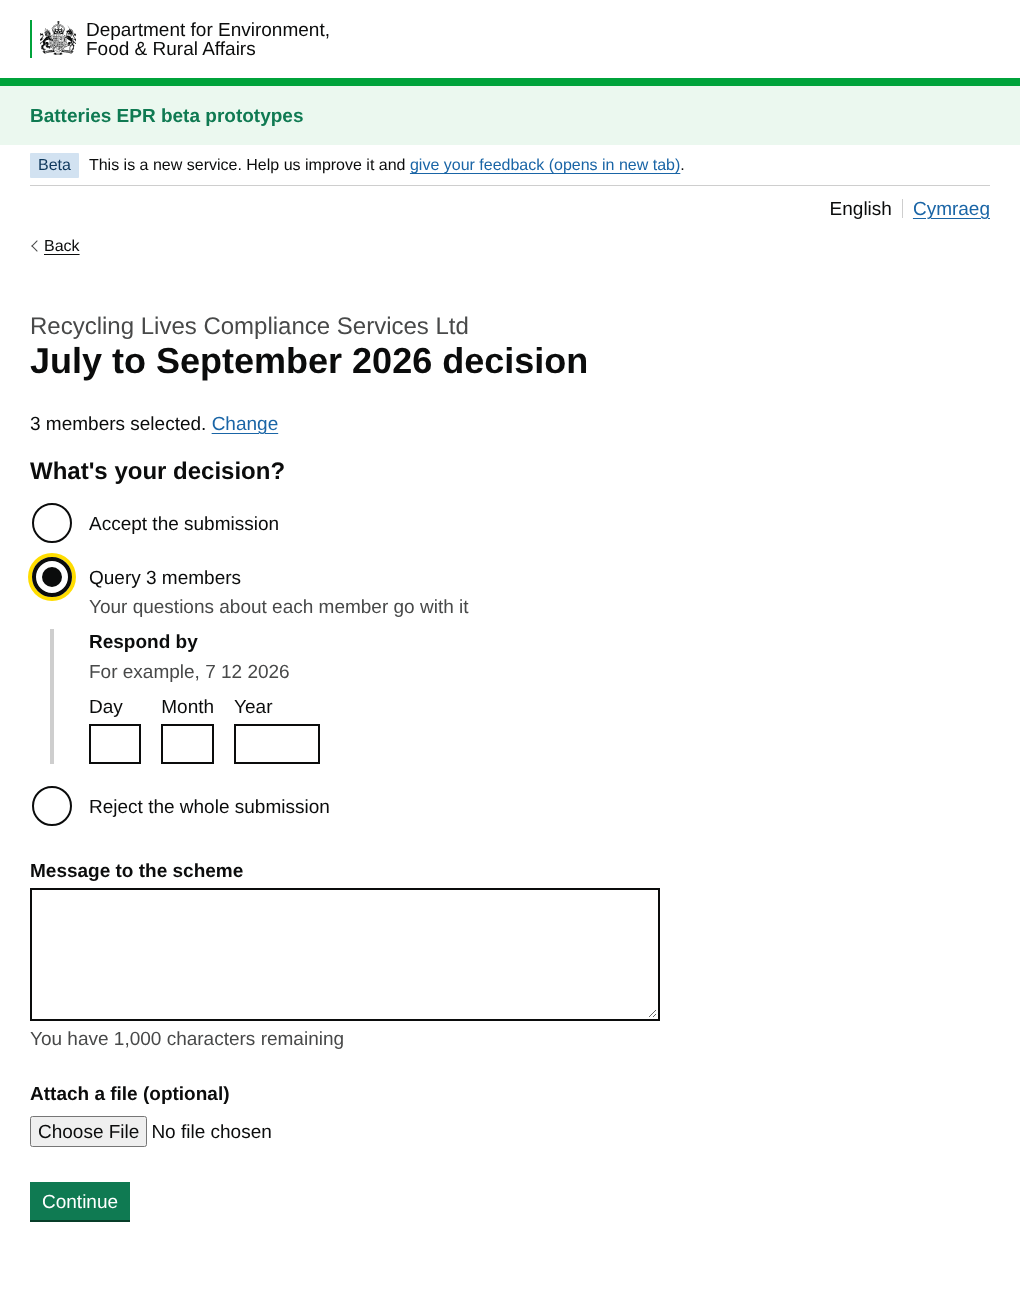 Department for Environment,
Food & Rural Affairs
Batteries EPR beta prototypes
Beta This is a new service. Help us improve it and give your feedback (opens in new tab).
English Cymraeg
Back
Recycling Lives Compliance Services Ltd
July to September 2026 decision
3 members selected. Change
What's your decision?
Accept the submission
Query 3 members
Your questions about each member go with it
Respond by
For example, 7 12 2026
Day Month Year
Reject the whole submission
Message to the scheme
You have 1,000 characters remaining
Attach a file (optional)
Choose File No file chosen
Continue